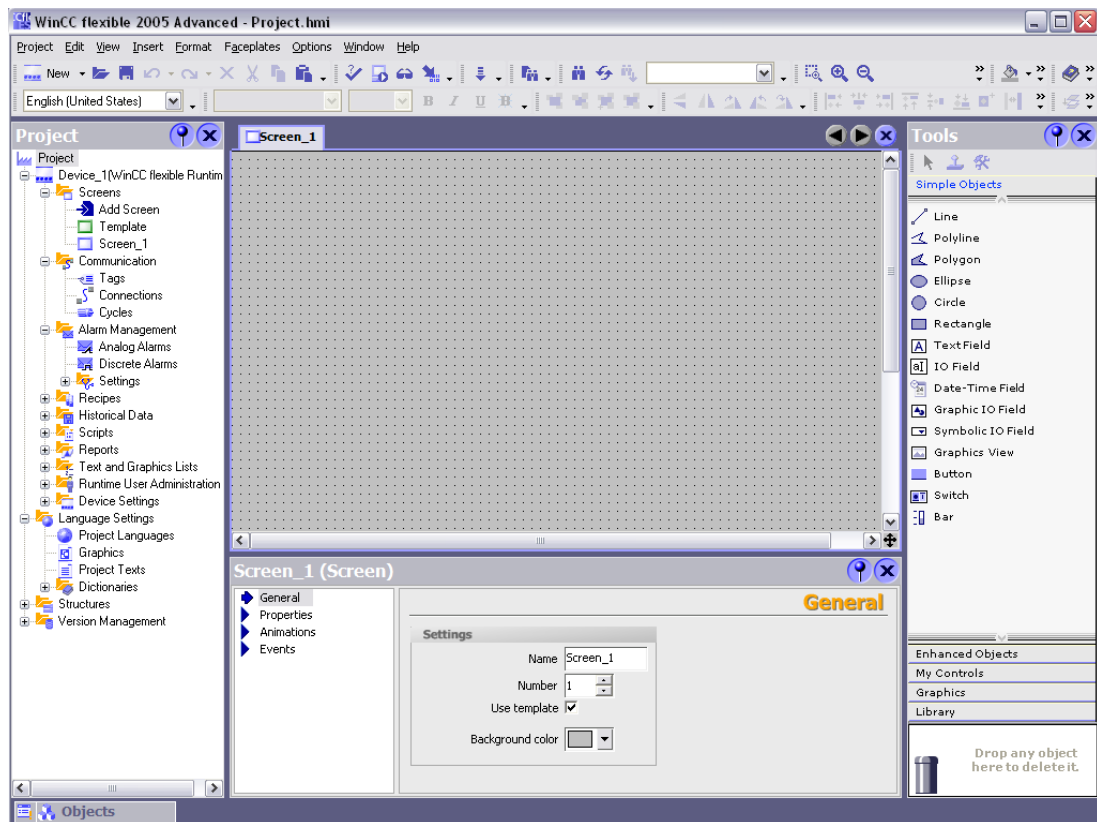 WinCC flexible 2005 Advanced - Project.hmi
Project Edit View Insert Format Faceplates Options Window Help
New
English (United States) B I U B
Project
Project
Device_1(WinCC flexible Runtim
Screens
Add Screen
Template
Screen_1
Communication
Tags
Connections
Cycles
Alarm Management
Analog Alarms
Discrete Alarms
Settings
Recipes
Historical Data
Scripts
Reports
Text and Graphics Lists
Runtime User Administration
Device Settings
Language Settings
Project Languages
Graphics
Project Texts
Dictionaries
Structures
Version Management
Screen_1
Screen_1 (Screen)
General
Properties
Animations
Events
General
Settings
Name Screen_1
Number 1
Use template
Background color
Tools
Simple Objects
Line
Polyline
Polygon
Ellipse
Circle
Rectangle
A TextField
aI IO Field
Date-Time Field
Graphic IO Field
Symbolic IO Field
Graphics View
Button
Switch
Bar
Enhanced Objects
My Controls
Graphics
Library
Drop any object
here to delete it.
Objects